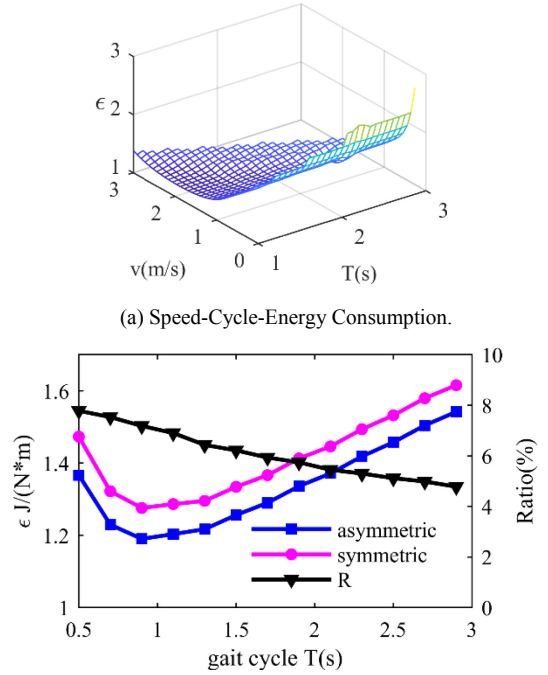 3
2
ϵ
1
3
2
1
0
v(m/s)
1
2
3
T(s)
(a) Speed-Cycle-Energy Consumption.
1.6
1.4
1.2
1
ϵ J/(N*m)
10
8
6
4
2
0
Ratio(%)
asymmetric
symmetric
R
0.5 1 1.5 2 2.5 3
gait cycle T(s)